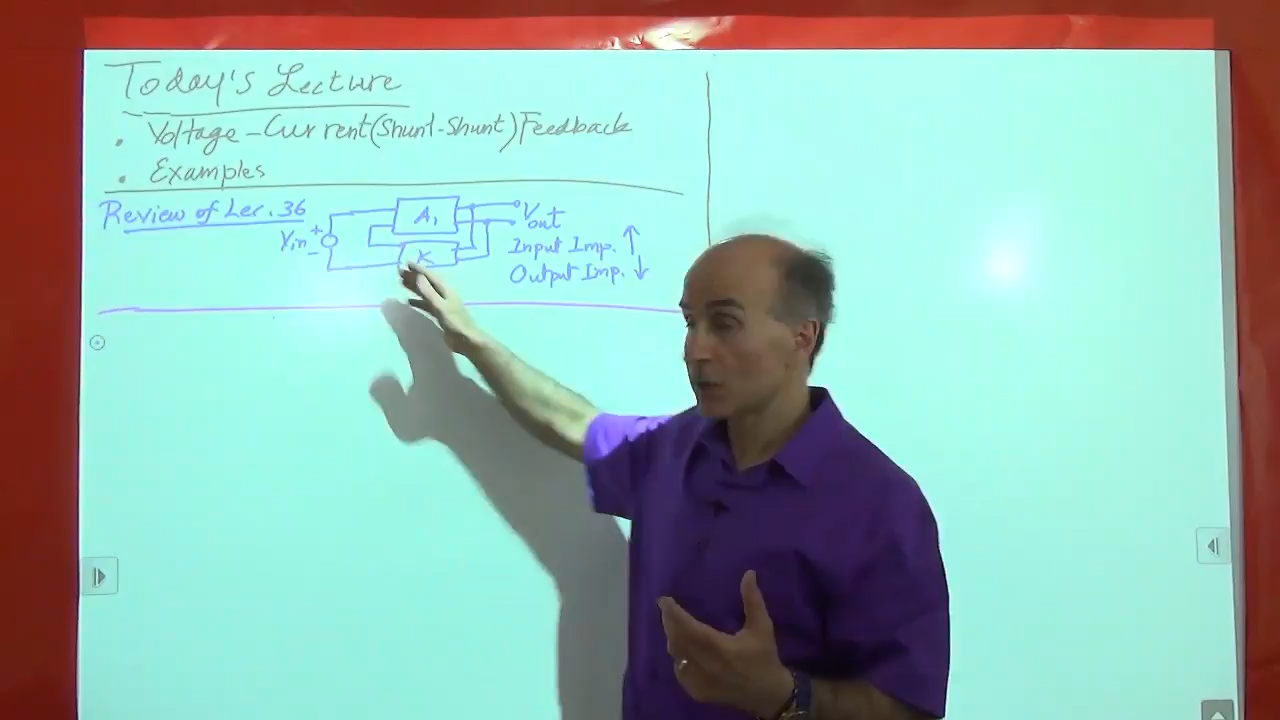 Today's Lecture
• Voltage-Current (Shunt-Shunt) Feedback
• Examples
Review of Lec. 36
A1
Vout
Vin + -
K
Input Imp. ↑
Output Imp. ↓